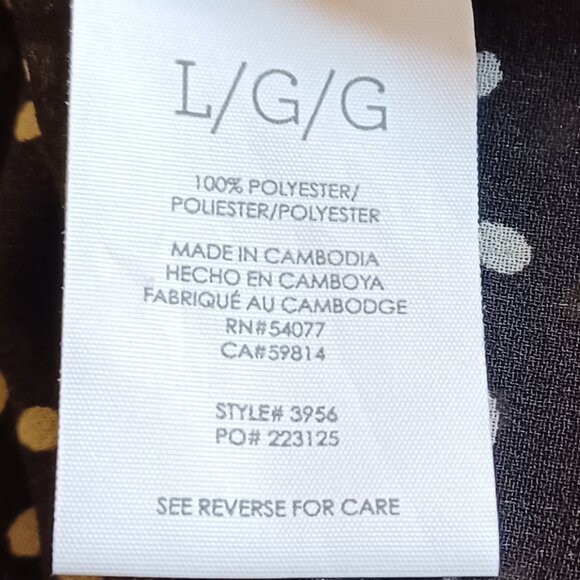 L/G/G
100% POLYESTER/
POLIESTER/POLYESTER
MADE IN CAMBODIA
HECHO EN CAMBOYA
FABRIQUÉ AU CAMBODGE
RN#54077
CA#59814
STYLE# 3956
PO# 223125
SEE REVERSE FOR CARE